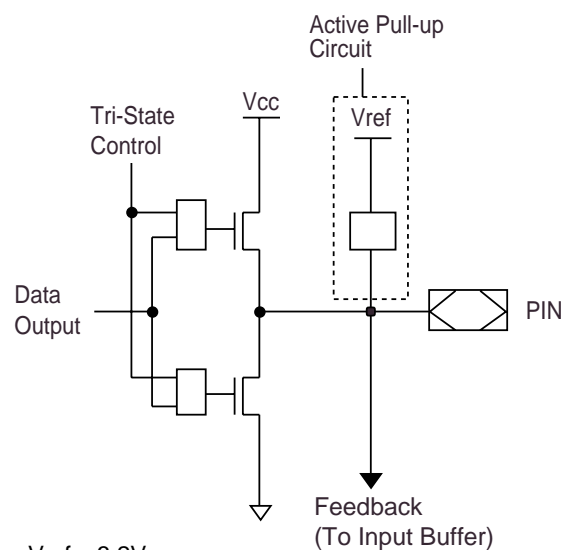 Active Pull-up
Circuit
Vcc
Vref
Tri-State
Control
Data
Output
PIN
Feedback
(To Input Buffer)